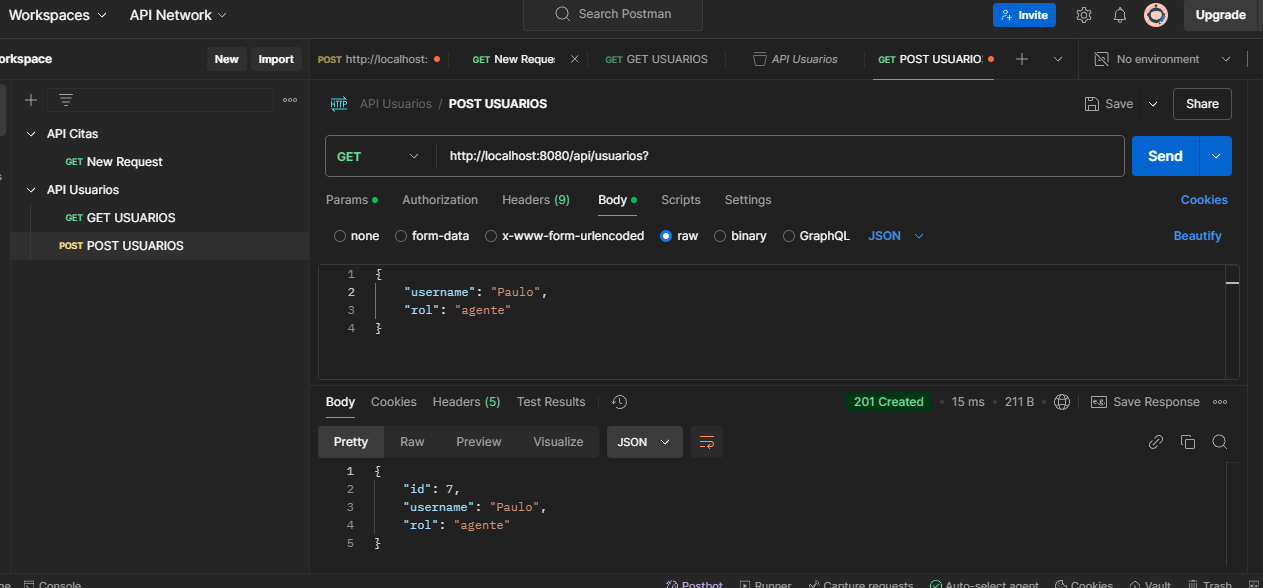 Workspaces API Network Search Postman Invite Upgrade
orkspace New Import POST http://localhost: GET New Reque: GET GET USUARIOS API Usuarios GET POST USUARIO: No environment
HTTP API Usuarios / POST USUARIOS Save Share
API Citas
GET New Request
API Usuarios
GET GET USUARIOS
POST POST USUARIOS
GET http://localhost:8080/api/usuarios? Send
Params Authorization Headers (9) Body Scripts Settings Cookies
none form-data x-www-form-urlencoded raw binary GraphQL JSON Beautify
1 {
2 "username": "Paulo",
3 "rol": "agente"
4 }
Body Cookies Headers (5) Test Results 201 Created 15 ms 211 B e.g. Save Response
Pretty Raw Preview Visualize JSON
1 {
2 "id": 7,
3 "username": "Paulo",
4 "rol": "agente"
5 }
Console Postbot Runner Capture requests Auto-select agent Cookies Vault Trash